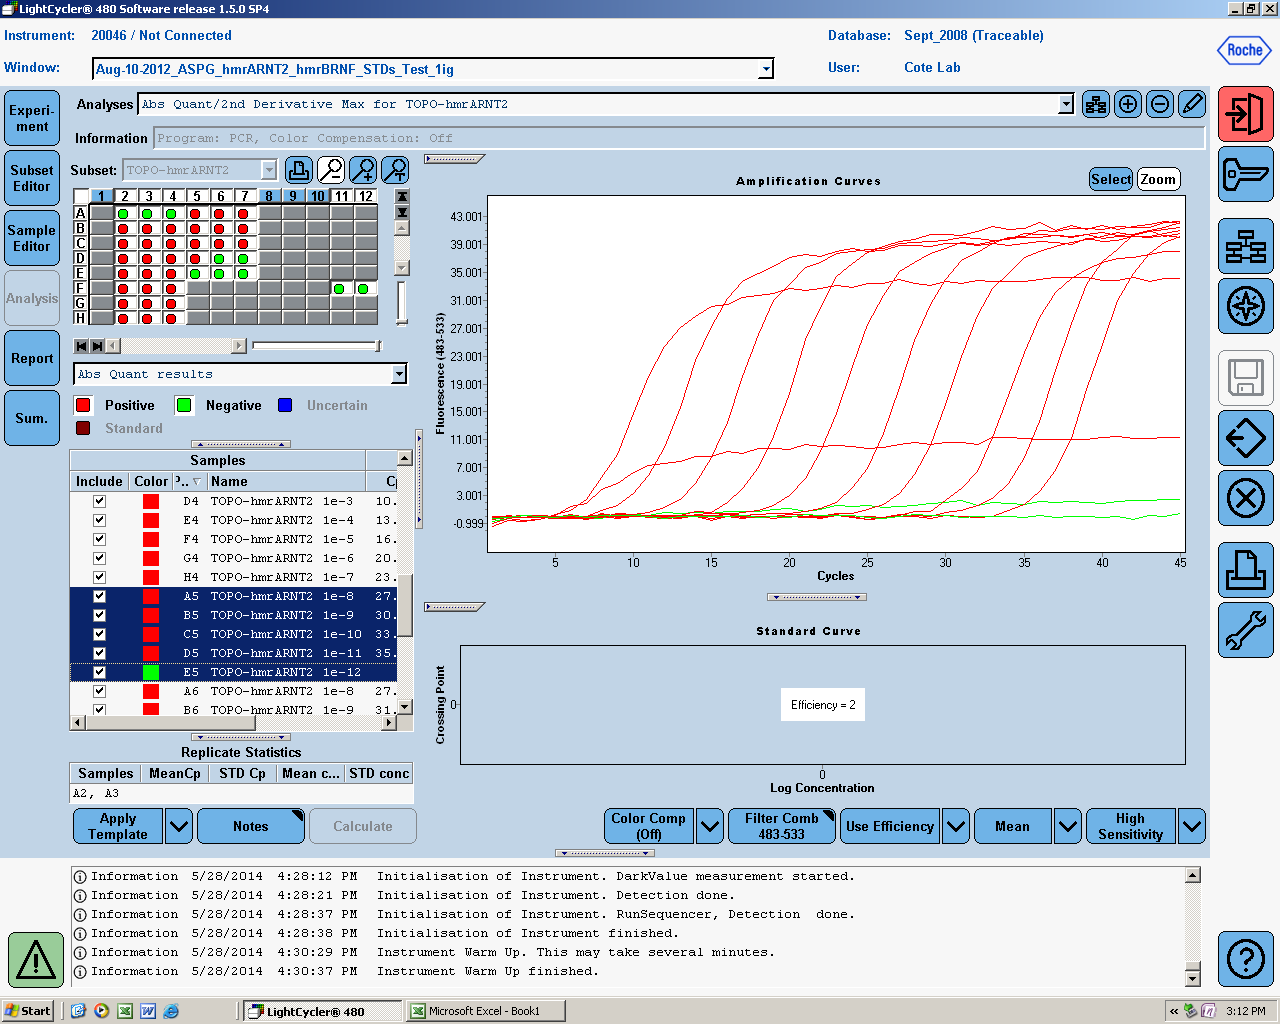 LightCycler® 480 Software release 1.5.0 SP4
Instrument: 20046 / Not Connected
Database: Sept_2008 (Traceable)
Window: Aug-10-2012_ASPG_hmrARNT2_hmrBRNF_STDs_Test_1ig
User: Cote Lab
Roche
Experi-
ment
Subset
Editor
Sample
Editor
Analysis
Report
Sum.
Analyses Abs Quant/2nd Derivative Max for TOPO-hmrARNT2
Information Program: PCR, Color Compensation: Off
Subset: TOPO-hmrARNT2
1 2 3 4 5 6 7 8 9 10 11 12
A
B
C
D
E
F
G
H
Abs Quant results
Positive Negative Uncertain
Standard
Samples
Include Color Name
D4 TOPO-hmrARNT2 1e-3 10.
E4 TOPO-hmrARNT2 1e-4 13.
F4 TOPO-hmrARNT2 1e-5 16.
G4 TOPO-hmrARNT2 1e-6 20.
H4 TOPO-hmrARNT2 1e-7 23.
A5 TOPO-hmrARNT2 1e-8 27.
B5 TOPO-hmrARNT2 1e-9 30.
C5 TOPO-hmrARNT2 1e-10 33.
D5 TOPO-hmrARNT2 1e-11 35.
E5 TOPO-hmrARNT2 1e-12
A6 TOPO-hmrARNT2 1e-8 27.
B6 TOPO-hmrARNT2 1e-9 31.
Replicate Statistics
Samples MeanCp STD Cp Mean c... STD conc
A2, A3
Apply
Template
Notes
Calculate
Amplification Curves
Select Zoom
Fluorescence (483-533)
43.001
39.001
35.001
31.001
27.001
23.001
19.001
15.001
11.001
7.001
3.001
-0.999
5 10 15 20 25 30 35 40 45
Cycles
Standard Curve
Crossing Point
0
Efficiency = 2
0
Log Concentration
Color Comp
(Off)
Filter Comb
483-533
Use Efficiency
Mean
High
Sensitivity
Information 5/28/2014 4:28:12 PM Initialisation of Instrument. DarkValue measurement started.
Information 5/28/2014 4:28:21 PM Initialisation of Instrument. Detection done.
Information 5/28/2014 4:28:37 PM Initialisation of Instrument. RunSequencer, Detection done.
Information 5/28/2014 4:28:38 PM Initialisation of Instrument finished.
Information 5/28/2014 4:30:29 PM Instrument Warm Up. This may take several minutes.
Information 5/28/2014 4:30:37 PM Instrument Warm Up finished.
Start
LightCycler® 480
Microsoft Excel - Book1
3:12 PM